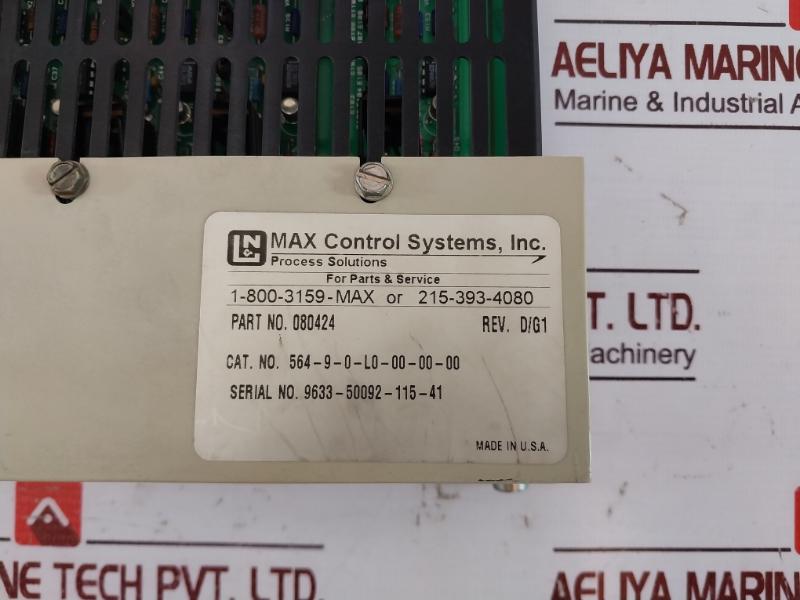 AELIYA MARINE
Marine & Industrial A
L&N
MAX Control Systems, Inc.
Process Solutions
For Parts & Service
1-800-3159-MAX or 215-393-4080
PART NO. 080424 REV. D/G1
CAT. NO. 564-9-0-L0-00-00-00
SERIAL NO. 9633-50092-115-41
MADE IN U.S.A.
T. LTD.
achinery
NE TECH PVT. LTD.
AELIYA MARIN